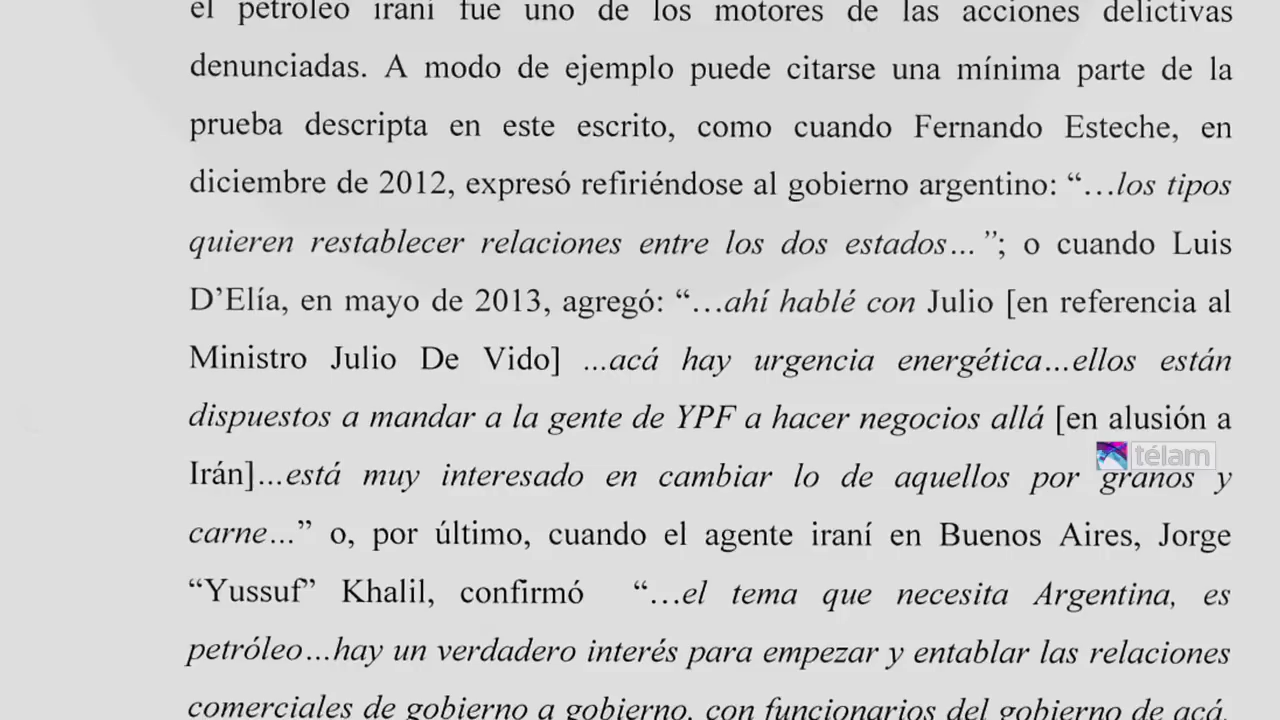 el petróleo iraní fue uno de los motores de las acciones delictivas
denunciadas. A modo de ejemplo puede citarse una mínima parte de la
prueba descripta en este escrito, como cuando Fernando Esteche, en
diciembre de 2012, expresó refiriéndose al gobierno argentino: “…los tipos
quieren restablecer relaciones entre los dos estados… ”; o cuando Luis
D’Elía, en mayo de 2013, agregó: “…ahí hablé con Julio [en referencia al
Ministro Julio De Vido] …acá hay urgencia energética…ellos están
dispuestos a mandar a la gente de YPF a hacer negocios allá [en alusión a
télam
Irán]…está muy interesado en cambiar lo de aquellos por granos y
carne…” o, por último, cuando el agente iraní en Buenos Aires, Jorge
“Yussuf” Khalil, confirmó “…el tema que necesita Argentina, es
petróleo…hay un verdadero interés para empezar y entablar las relaciones
comerciales de gobierno a gobierno, con funcionarios del gobierno de acá,